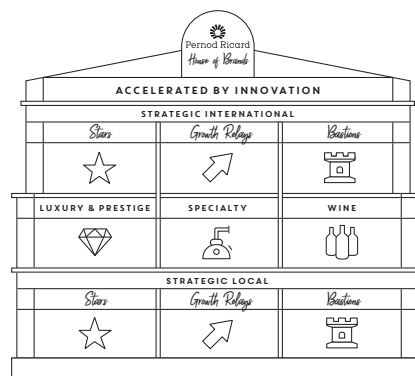 Pernod Ricard
House of Brands
ACCELERATED BY INNOVATION
STRATEGIC INTERNATIONAL
Stars Growth Relays Bastions
LUXURY & PRESTIGE SPECIALTY WINE
STRATEGIC LOCAL
Stars Growth Relays Bastions